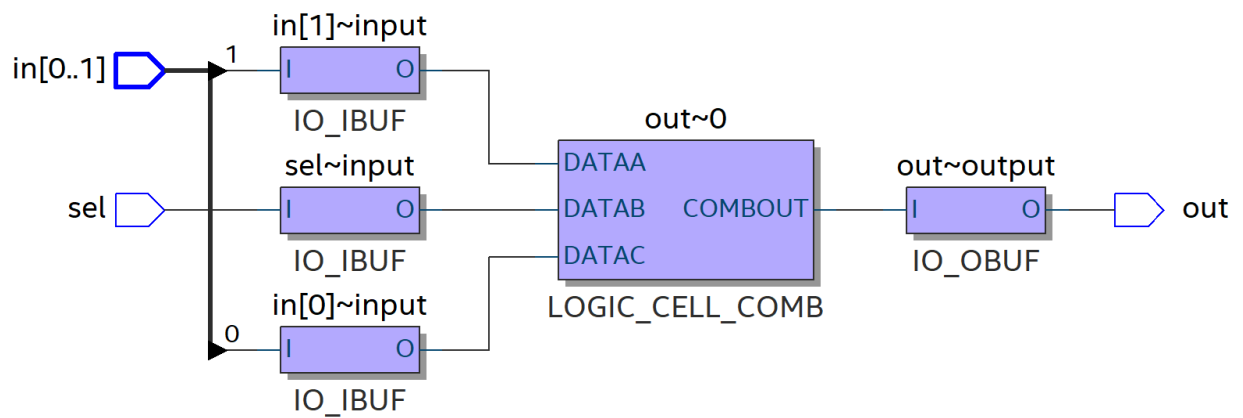 in[1]~input
in[0..1]
1
I
O
IO_IBUF
out~0
DATAA
sel~input
out~output
sel
I
O
DATAB
COMBOUT
I
O
out
IO_IBUF
DATAC
IO_OBUF
in[0]~input
LOGIC_CELL_COMB
0
I
O
IO_IBUF